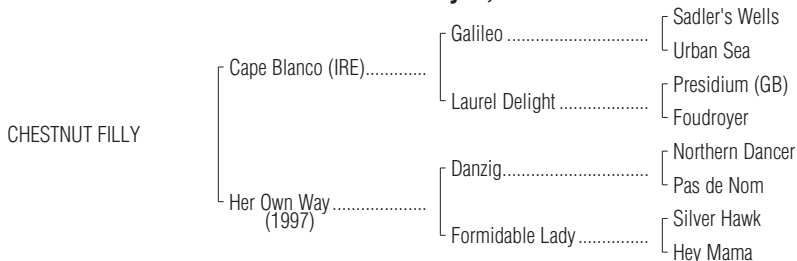 Sadler's Wells
Galileo ................................
Urban Sea
Cape Blanco (IRE).............
Presidium (GB)
Laurel Delight ....................
Foudroyer
CHESTNUT FILLY
Northern Dancer
Danzig.................................
Pas de Nom
Her Own Way .....................
(1997)
Silver Hawk
Formidable Lady ...............
Hey Mama